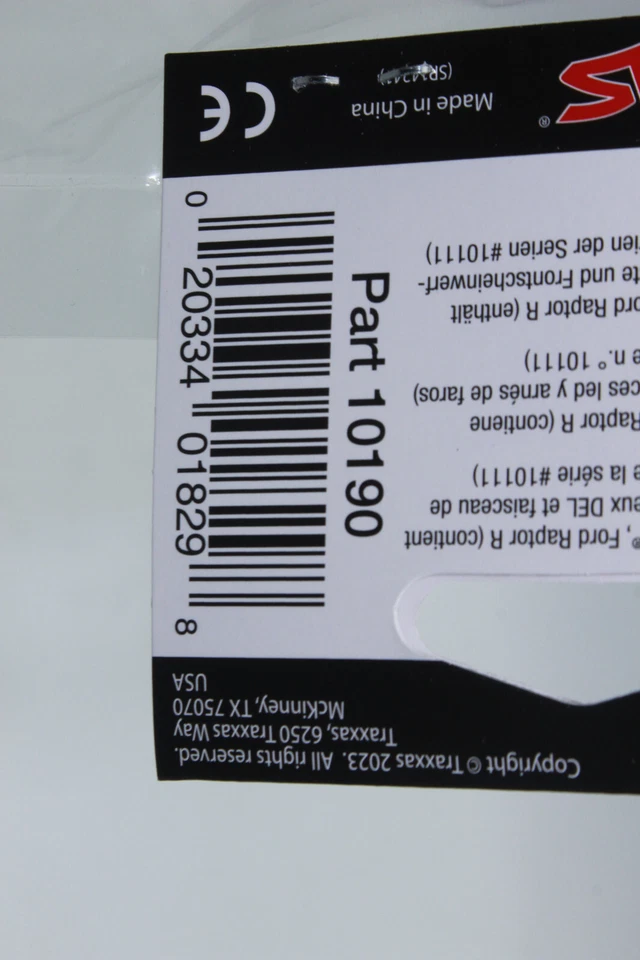 Copyright © Traxxas 2023. All rights reserved.
Traxxas, 6250 Traxxas Way
McKinney, TX 75070
USA
®, Ford Raptor R (contient
eux DEL et faisceau de
e la série #10111)
Raptor R (contiene
ces led y arnés de faros)
e n.° 10111)
ord Raptor R (enthält
te und Frontscheinwerf-
ien der Serien #10111)
Part 10190
0 20334 01829 8
Made in China
CE